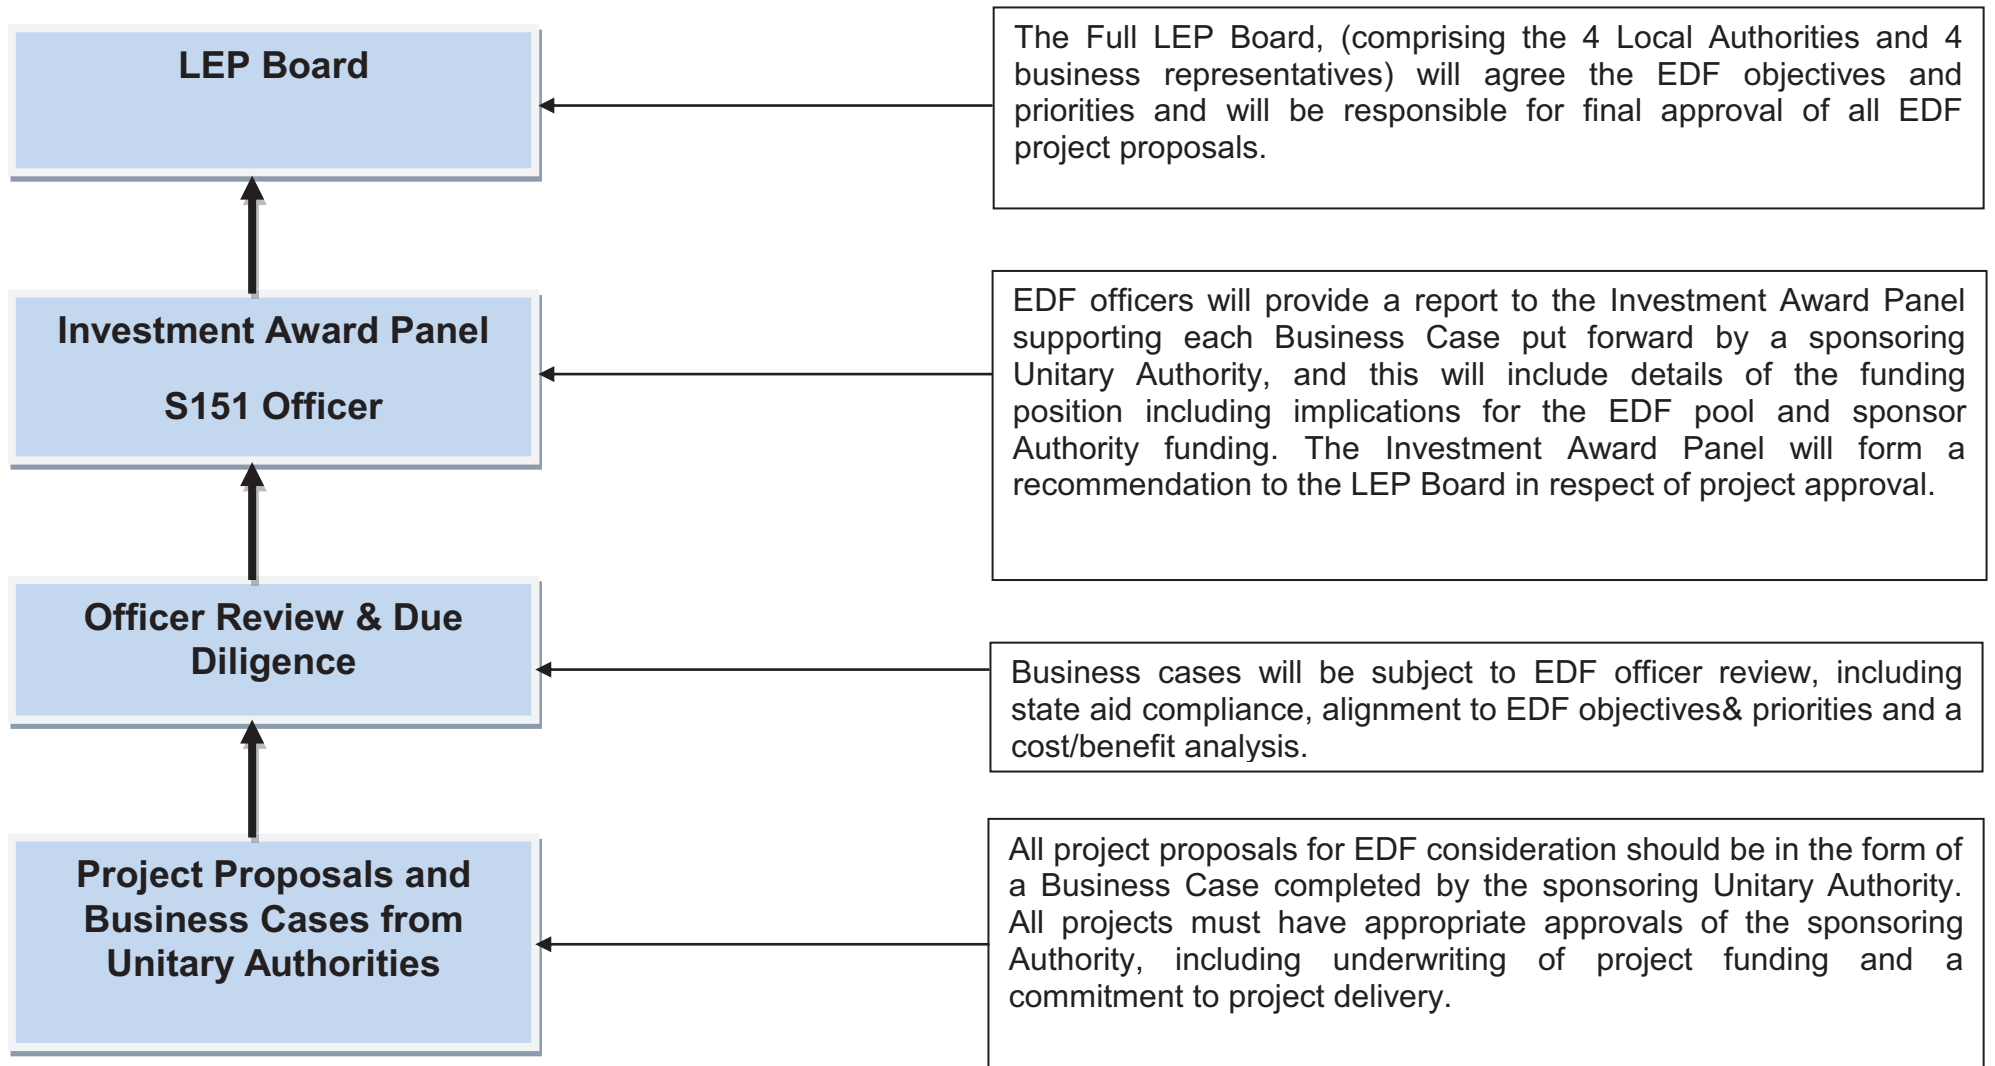 LEP Board
The Full LEP Board, (comprising the 4 Local Authorities and 4
business representatives) will agree the EDF objectives and
priorities and will be responsible for final approval of all EDF
project proposals.
Investment Award Panel
S151 Officer
EDF officers will provide a report to the Investment Award Panel
supporting each Business Case put forward by a sponsoring
Unitary Authority, and this will include details of the funding
position including implications for the EDF pool and sponsor
Authority funding. The Investment Award Panel will form a
recommendation to the LEP Board in respect of project approval.
Officer Review & Due
Diligence
Business cases will be subject to EDF officer review, including
state aid compliance, alignment to EDF objectives& priorities and a
cost/benefit analysis.
Project Proposals and
Business Cases from
Unitary Authorities
All project proposals for EDF consideration should be in the form of
a Business Case completed by the sponsoring Unitary Authority.
All projects must have appropriate approvals of the sponsoring
Authority, including underwriting of project funding and a
commitment to project delivery.